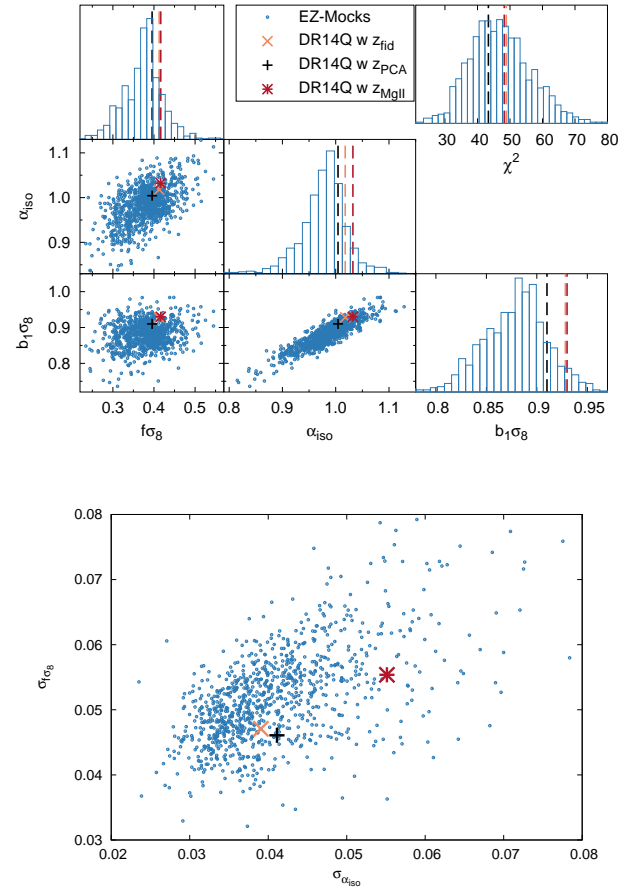 EZ-Mocks
DR14Q w z_fid
DR14Q w z_PCA
DR14Q w z_MgII
30 40 50 60 70 80
χ²
1.1
1.0
0.9
α_iso
1.0
0.9
0.8
b₁σ₈
0.3 0.4 0.5
fσ₈
0.8 0.9 1.0 1.1
α_iso
0.8 0.85 0.9 0.95
b₁σ₈
0.08
0.07
0.06
0.05
0.04
0.03
σ_fσ₈
0.02 0.03 0.04 0.05 0.06 0.07 0.08
σ_α_iso